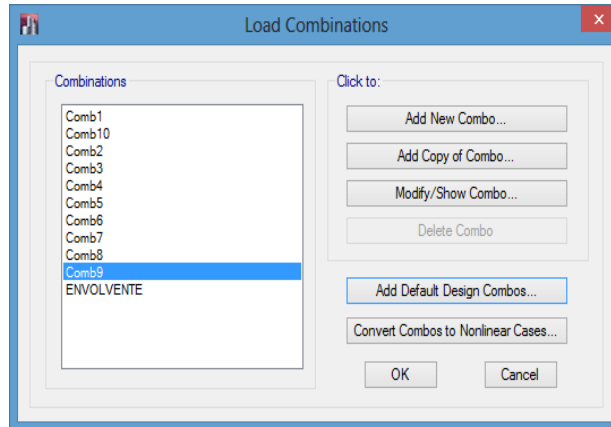 Load Combinations
x
Combinations
Comb1
Comb10
Comb2
Comb3
Comb4
Comb5
Comb6
Comb7
Comb8
Comb9
ENVOLVENTE
Click to:
Add New Combo...
Add Copy of Combo...
Modify/Show Combo...
Delete Combo
Add Default Design Combos...
Convert Combos to Nonlinear Cases...
OK
Cancel